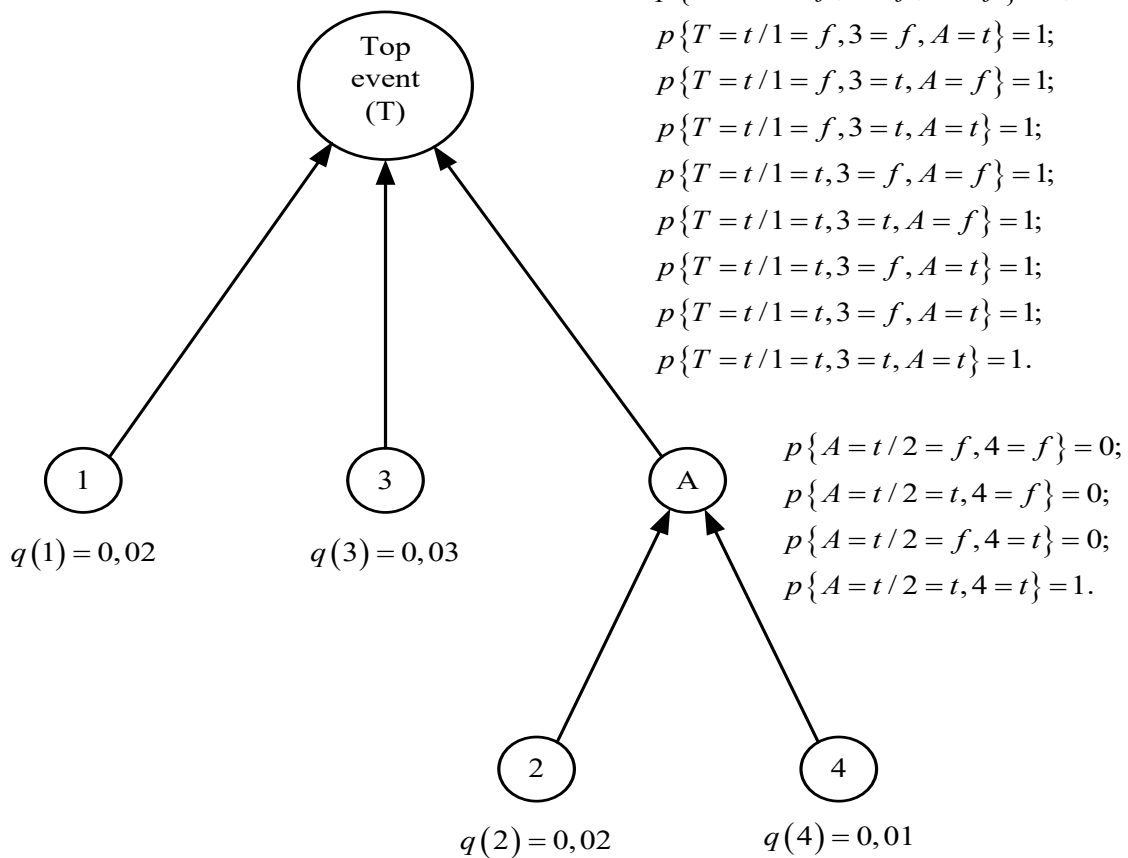 p{T=t/1=f,3=f,A=t}=1;
p{T=t/1=f,3=t,A=f}=1;
p{T=t/1=f,3=t,A=t}=1;
p{T=t/1=t,3=f,A=f}=1;
p{T=t/1=t,3=t,A=f}=1;
p{T=t/1=t,3=f,A=t}=1;
p{T=t/1=t,3=f,A=t}=1;
p{T=t/1=t,3=t,A=t}=1.
Top
event
(T)
1
3
A
q(1)=0,02
q(3)=0,03
p{A=t/2=f,4=f}=0;
p{A=t/2=t,4=f}=0;
p{A=t/2=f,4=t}=0;
p{A=t/2=t,4=t}=1.
2
4
q(2)=0,02
q(4)=0,01